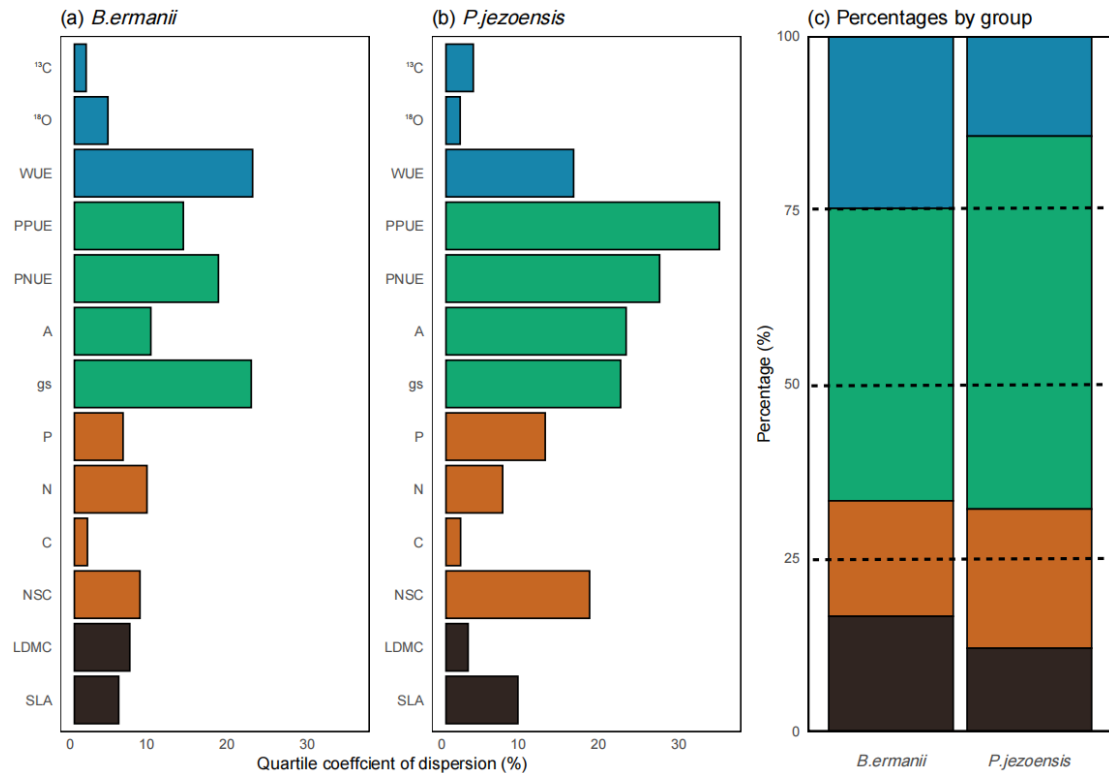 (a) B.ermanii
(b) P.jezoensis
(c) Percentages by group
¹³C
¹⁸O
WUE
PPUE
PNUE
A
gs
P
N
C
NSC
LDMC
SLA
0 10 20 30
¹³C
¹⁸O
WUE
PPUE
PNUE
A
gs
P
N
C
NSC
LDMC
SLA
0 10 20 30
Quartile coeffcient of dispersion (%)
Percentage (%)
100
75
50
25
0
B.ermanii P.jezoensis